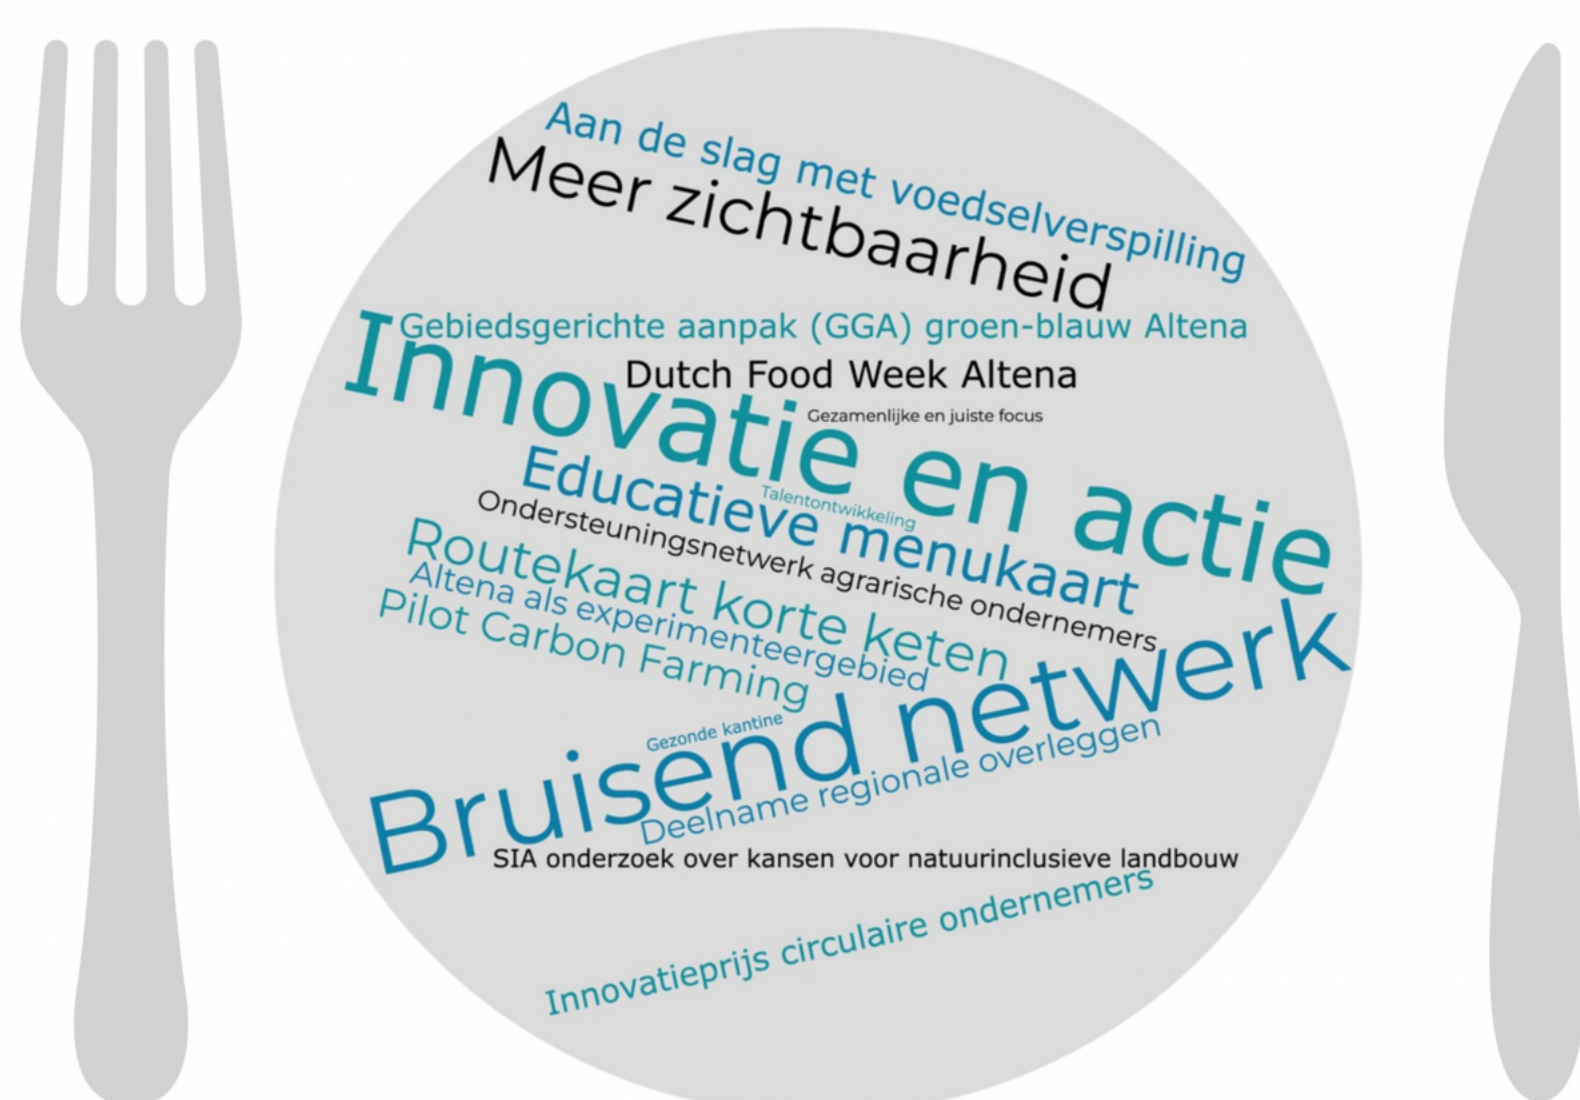 Aan de slag met voedselverspilling
Meer zichtbaarheid
Gebiedsgerichte aanpak (GGA) groen-blauw Altena
Innovatie en actie
Dutch Food Week Altena
Gezamenlijke en juiste focus
Educatieve menukaart
Talentontwikkeling
Ondersteuningsnetwerk agrarische ondernemers
Routekaart korte keten
Altena als experimenteergebied
Pilot Carbon Farming
Gezonde kantine
Bruisend netwerk
Deelname regionale overleggen
SIA onderzoek over kansen voor natuurinclusieve landbouw
Innovatieprijs circulaire ondernemers